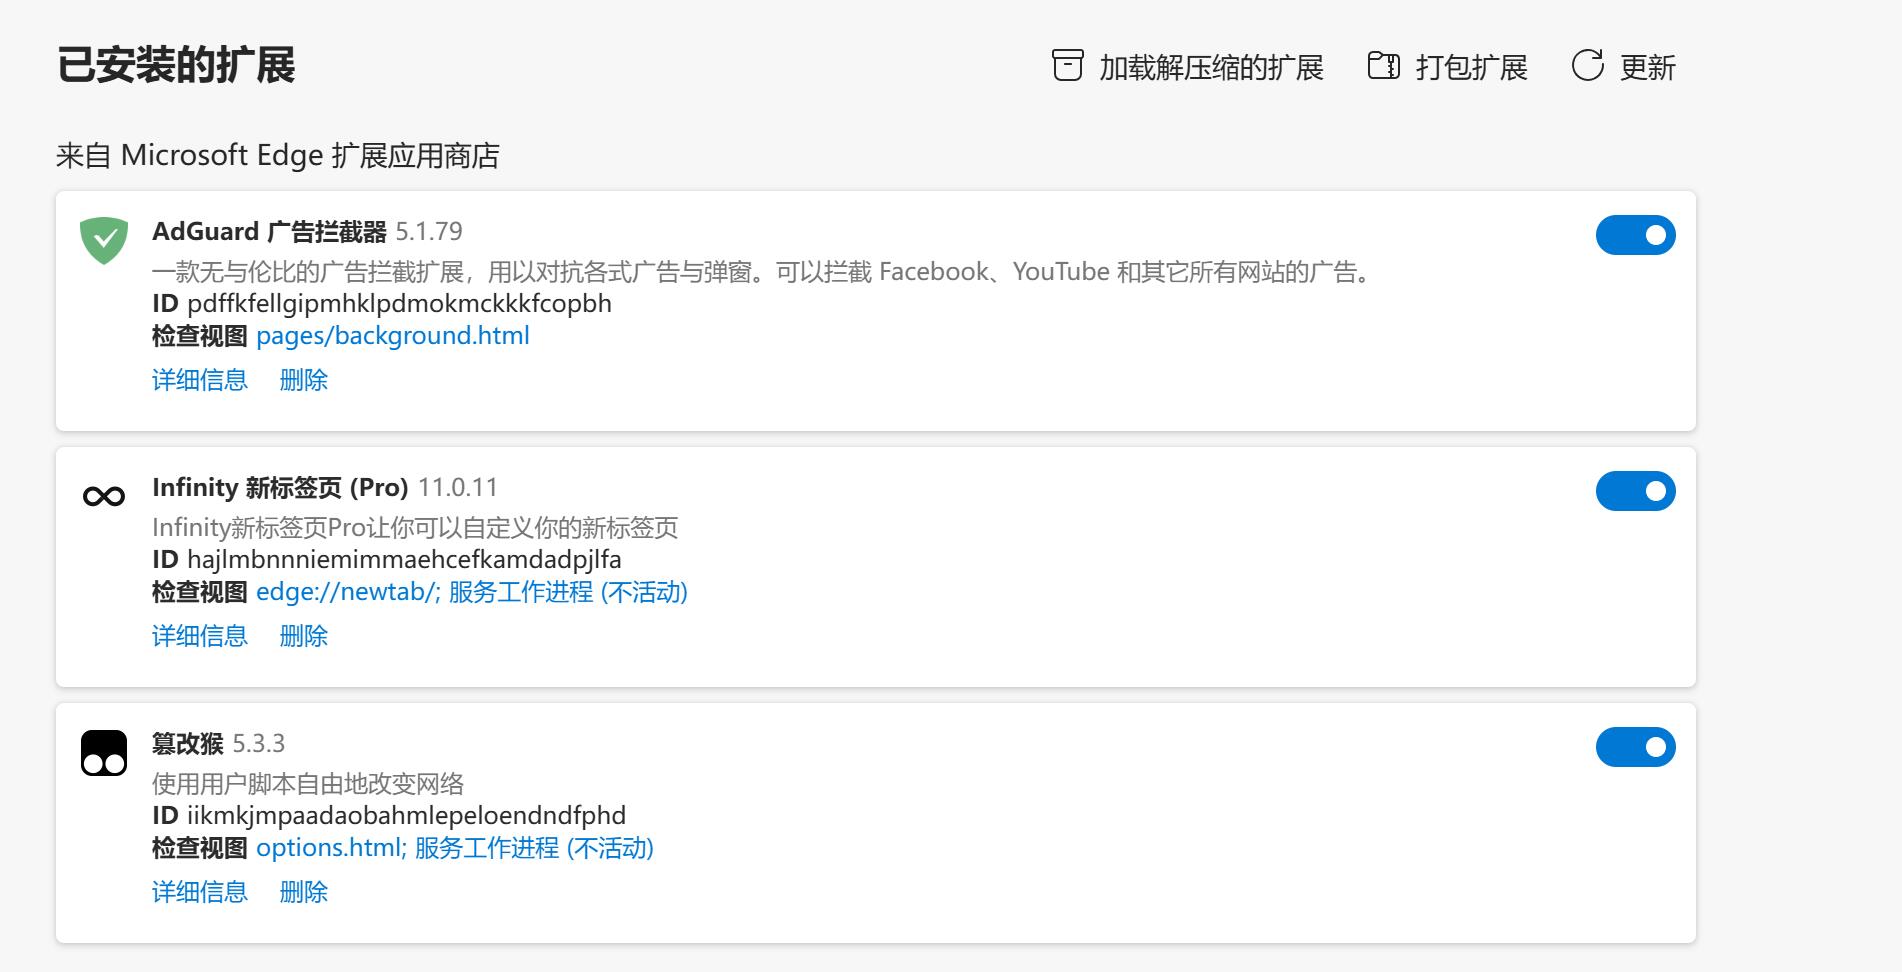 已安装的扩展
加载解压缩的扩展
打包扩展
更新
来自 Microsoft Edge 扩展应用商店
AdGuard 广告拦截器 5.1.79
一款无与伦比的广告拦截扩展，用以对抗各式广告与弹窗。可以拦截 Facebook、YouTube 和其它所有网站的广告。
ID pdffkfellgipmhklpdmokmckkkfcopbh
检查视图 pages/background.html
详细信息 删除
Infinity 新标签页 (Pro) 11.0.11
Infinity新标签页Pro让你可以自定义你的新标签页
ID hajlmbnnniemimmaehcefkamdadpjlfa
检查视图 edge://newtab/; 服务工作进程 (不活动)
详细信息 删除
篡改猴 5.3.3
使用用户脚本自由地改变网络
ID iikmkjmpaadaobahmlepeloendndfphd
检查视图 options.html; 服务工作进程 (不活动)
详细信息 删除